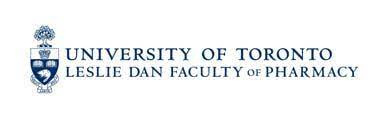 UNIVERSITY OF TORONTO
LESLIE DAN FACULTY OF PHARMACY